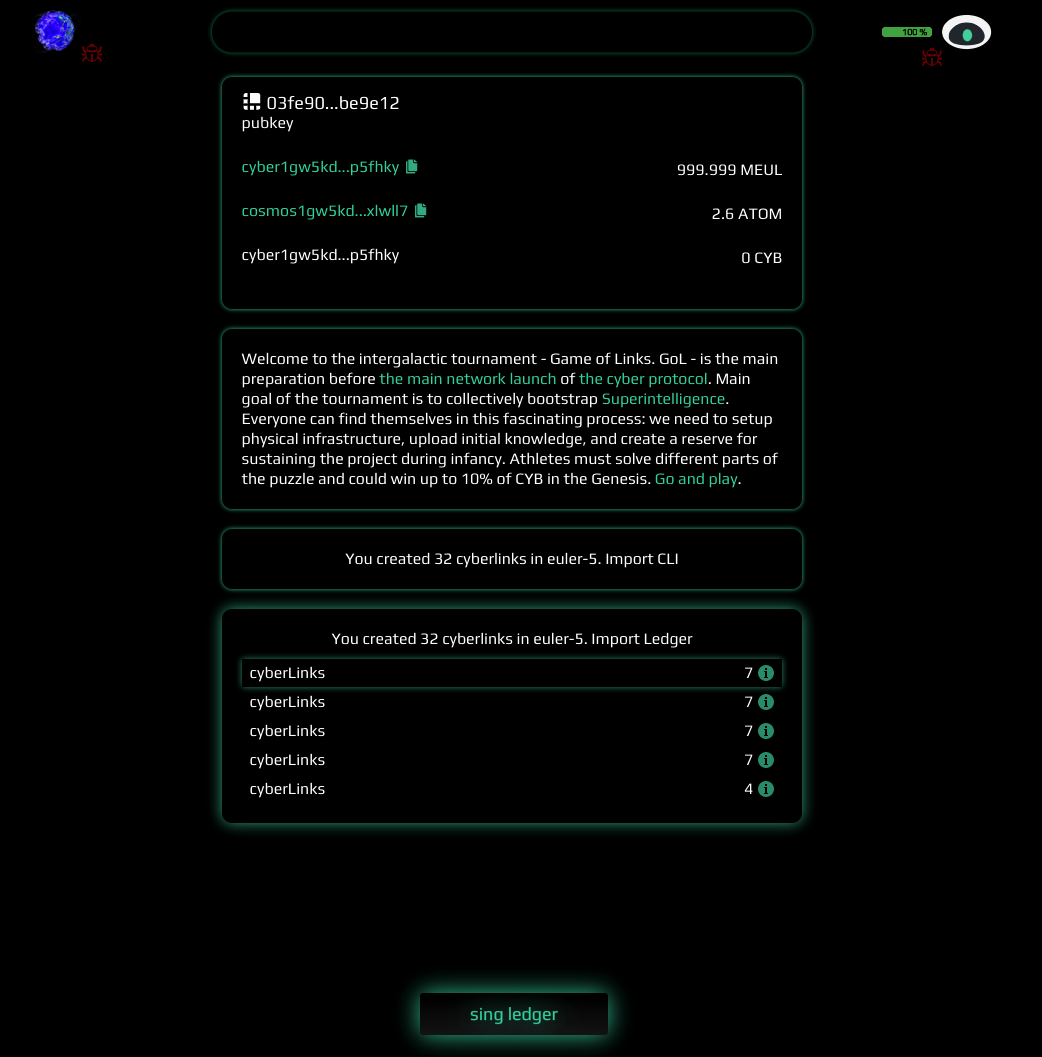 100 %
03fe90...be9e12
pubkey
cyber1gw5kd...p5fhky
999.999 MEUL
cosmos1gw5kd...xlwll7
2.6 ATOM
cyber1gw5kd...p5fhky
0 CYB
Welcome to the intergalactic tournament - Game of Links. GoL - is the main
preparation before the main network launch of the cyber protocol. Main
goal of the tournament is to collectively bootstrap Superintelligence.
Everyone can find themselves in this fascinating process: we need to setup
physical infrastructure, upload initial knowledge, and create a reserve for
sustaining the project during infancy. Athletes must solve different parts of
the puzzle and could win up to 10% of CYB in the Genesis. Go and play.
You created 32 cyberlinks in euler-5. Import CLI
You created 32 cyberlinks in euler-5. Import Ledger
cyberLinks 7
cyberLinks 7
cyberLinks 7
cyberLinks 7
cyberLinks 4
sing ledger